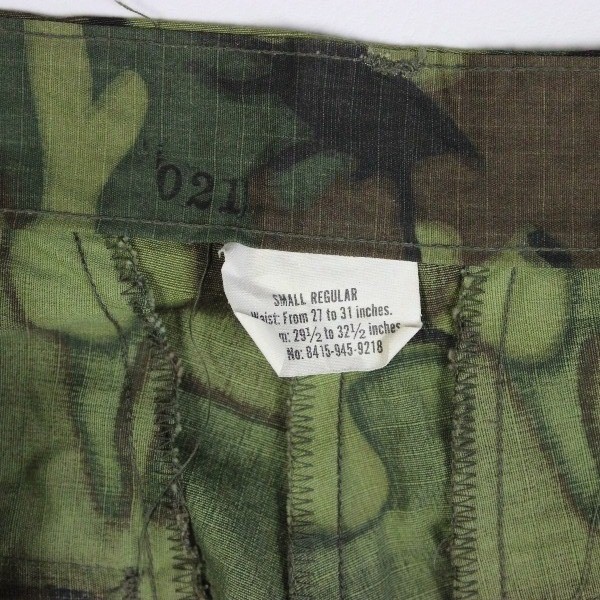 021
SMALL REGULAR
Waist: From 27 to 31 inches.
m: 29½ to 32½ inches
No: 8415-945-9218